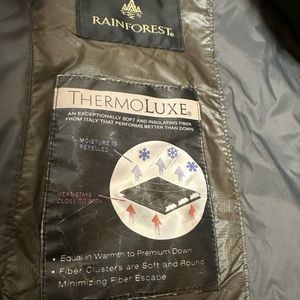 RAINFOREST®
THERMOLUXE®
AN EXCEPTIONALLY SOFT AND INSULATING FIBER
FROM ITALY THAT PERFORMS BETTER THAN DOWN
MOISTURE IS
REPELLED
HEAT STAYS
CLOSE TO BODY
• Equal in Warmth to Premium Down
• Fiber Clusters are Soft and Round
Minimizing Fiber Escape